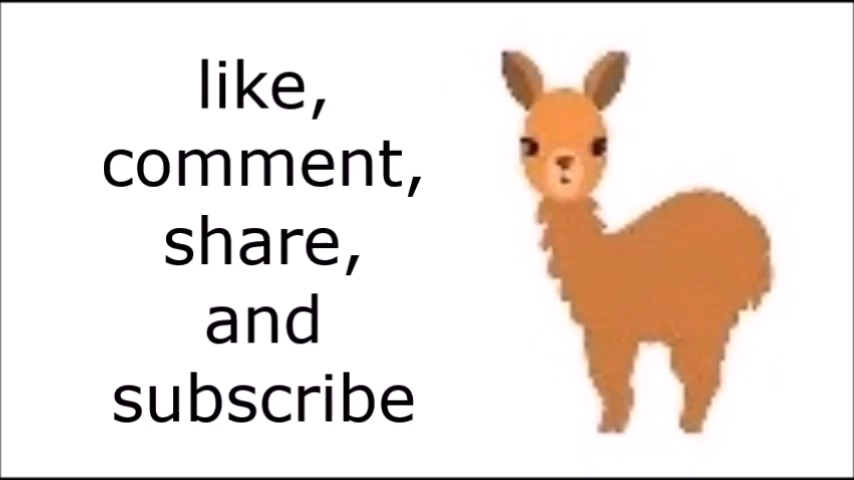 like,
comment,
share,
and
subscribe